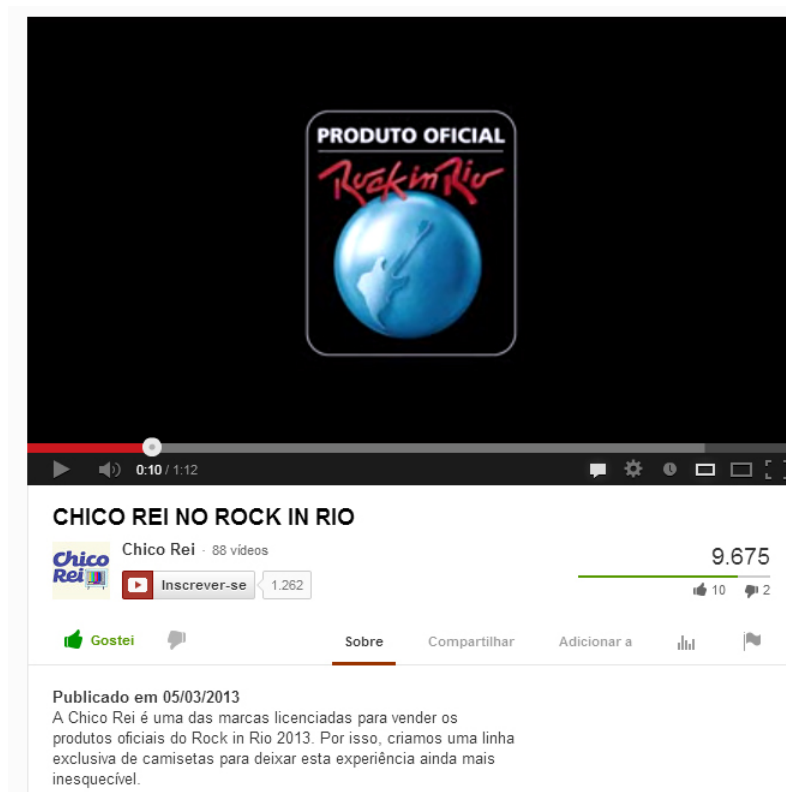 PRODUTO OFICIAL
Rock in Rio
0:10 / 1:12
CHICO REI NO ROCK IN RIO
Chico Rei
Chico Rei · 88 vídeos
Inscrever-se 1.262
9.675
10 2
Gostei
Sobre Compartilhar Adicionar a
Publicado em 05/03/2013
A Chico Rei é uma das marcas licenciadas para vender os
produtos oficiais do Rock in Rio 2013. Por isso, criamos uma linha
exclusiva de camisetas para deixar esta experiência ainda mais
inesquecível.